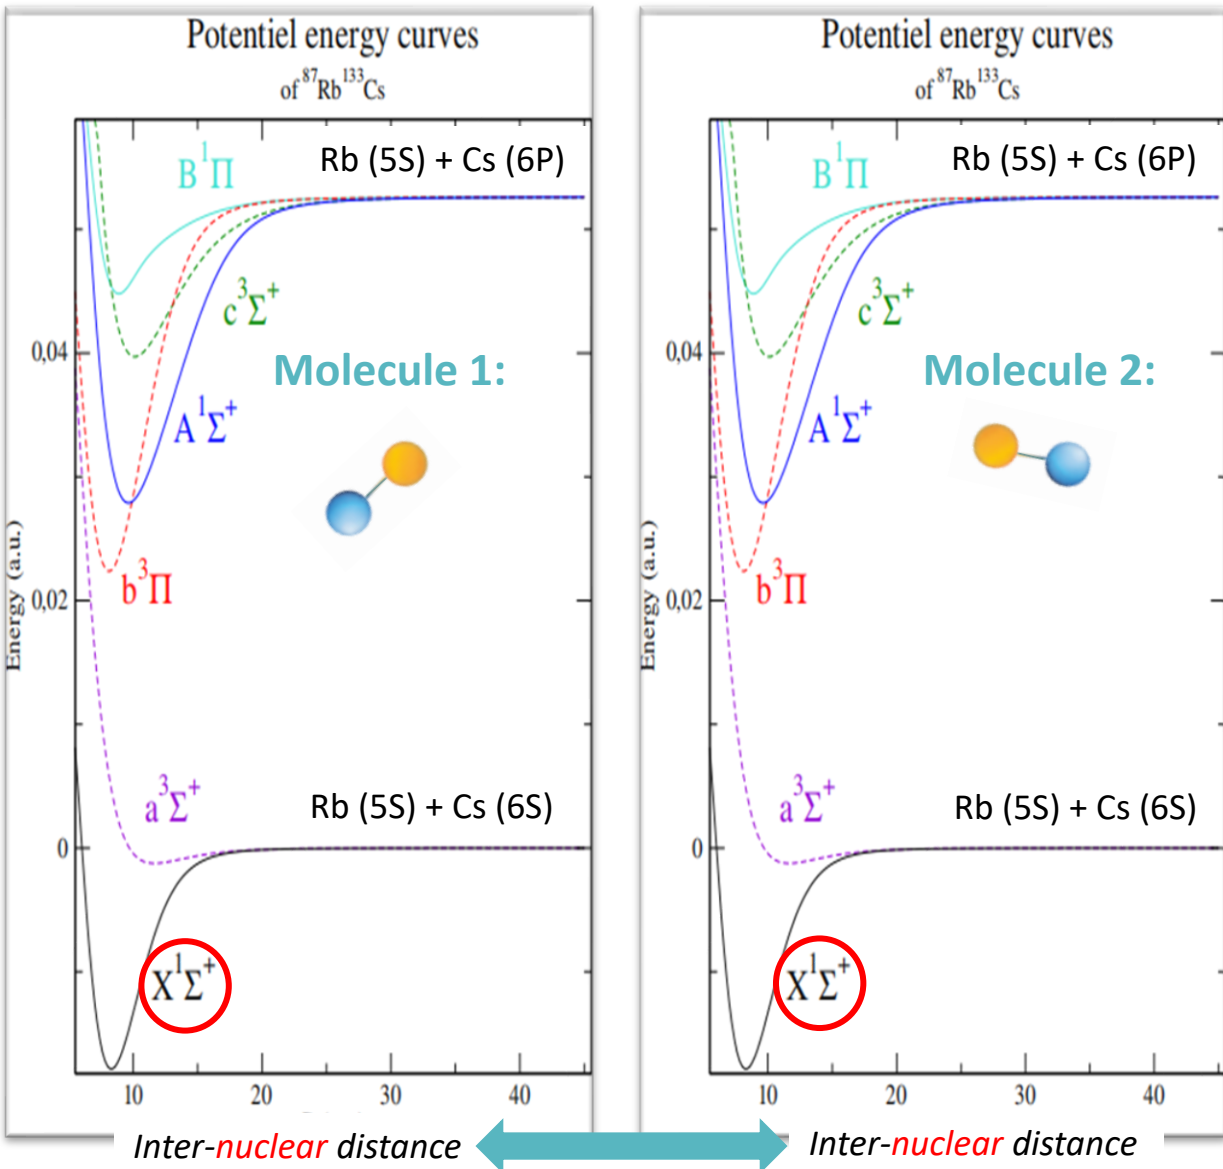 Potentiel energy curves
of ⁸⁷Rb¹³³Cs
Rb (5S) + Cs (6P)
B¹Π
c³Σ⁺
0,04
Molecule 1:
A¹Σ⁺
b³Π
0,02
Energy (a.u.)
a³Σ⁺
Rb (5S) + Cs (6S)
0
X¹Σ⁺
10 20 30 40
Inter-nuclear distance
Potentiel energy curves
of ⁸⁷Rb¹³³Cs
Rb (5S) + Cs (6P)
B¹Π
c³Σ⁺
0,04
Molecule 2:
A¹Σ⁺
b³Π
0,02
Energy (a.u.)
a³Σ⁺
Rb (5S) + Cs (6S)
0
X¹Σ⁺
10 20 30 40
Inter-nuclear distance